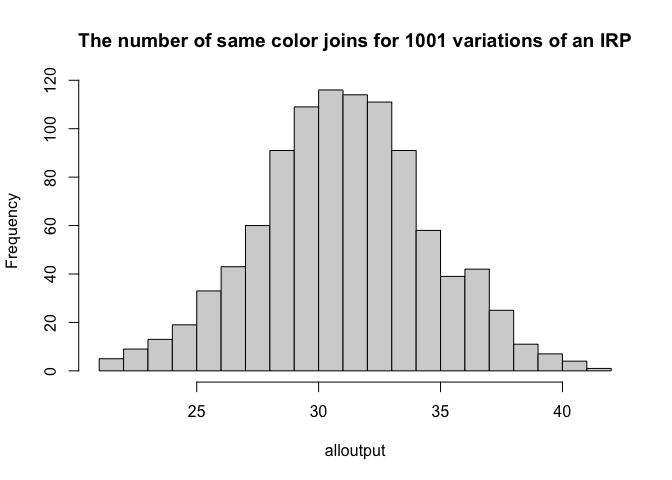 The number of same color joins for 1001 variations of an IRP
Frequency
120
100
80
60
40
20
0
25 30 35 40
alloutput